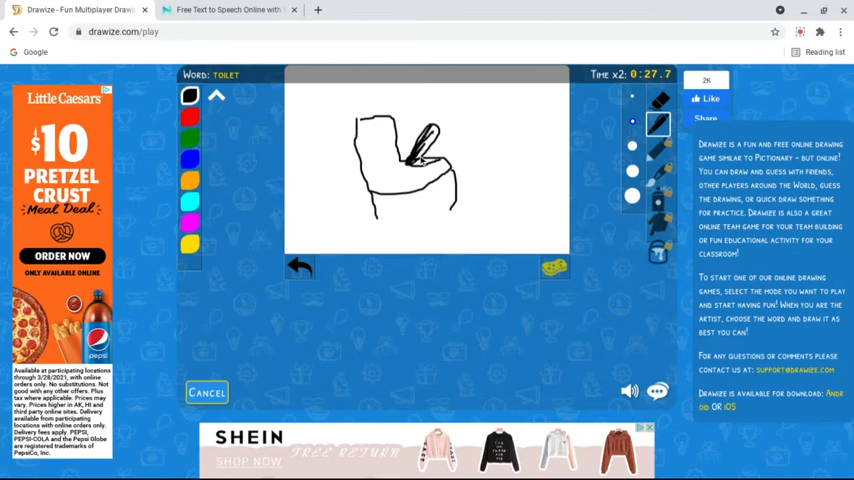 Drawize - Fun Multiplayer Drawi
Free Text to Speech Online with
drawize.com/play
Google
Reading list
Word: TOILET
Time x2: 0:27.7
2K
Like
Share
Little Caesars
$10
PRETZEL
CRUST
Meal Deal
ORDER NOW
ONLY AVAILABLE ONLINE
pepsi
Available at participating
locations through 3/28/2021, with online
orders only. No substitutions. Not
good with any other offers. Plus
tax where applicable. Prices may
vary. Prices higher in AK, HI and
third party online sites. Delivery
available from participating
locations with online orders
only. Delivery fees apply. PEPSI,
PEPSI-COLA and the Pepsi Globe
are registered trademarks of
PepsiCo, Inc.
Drawize is a fun and free online drawing
game similar to Pictionary - but online!
You can draw and guess with friends,
other players around the World, guess
the drawing, or quick draw something
for practice. Drawize is also a great
online team game for your team building
or fun educational activity for your
classroom!
To start one of our online drawing
games, select the mode you want to play
and start having fun! When you are the
artist, choose the word and draw it as
best you can!
For any questions or comments please
contact us at: support@drawize.com
Drawize is available for download: Andr
oid or iOS
Cancel
SHEIN
SHOP NOW
FREE RETURN